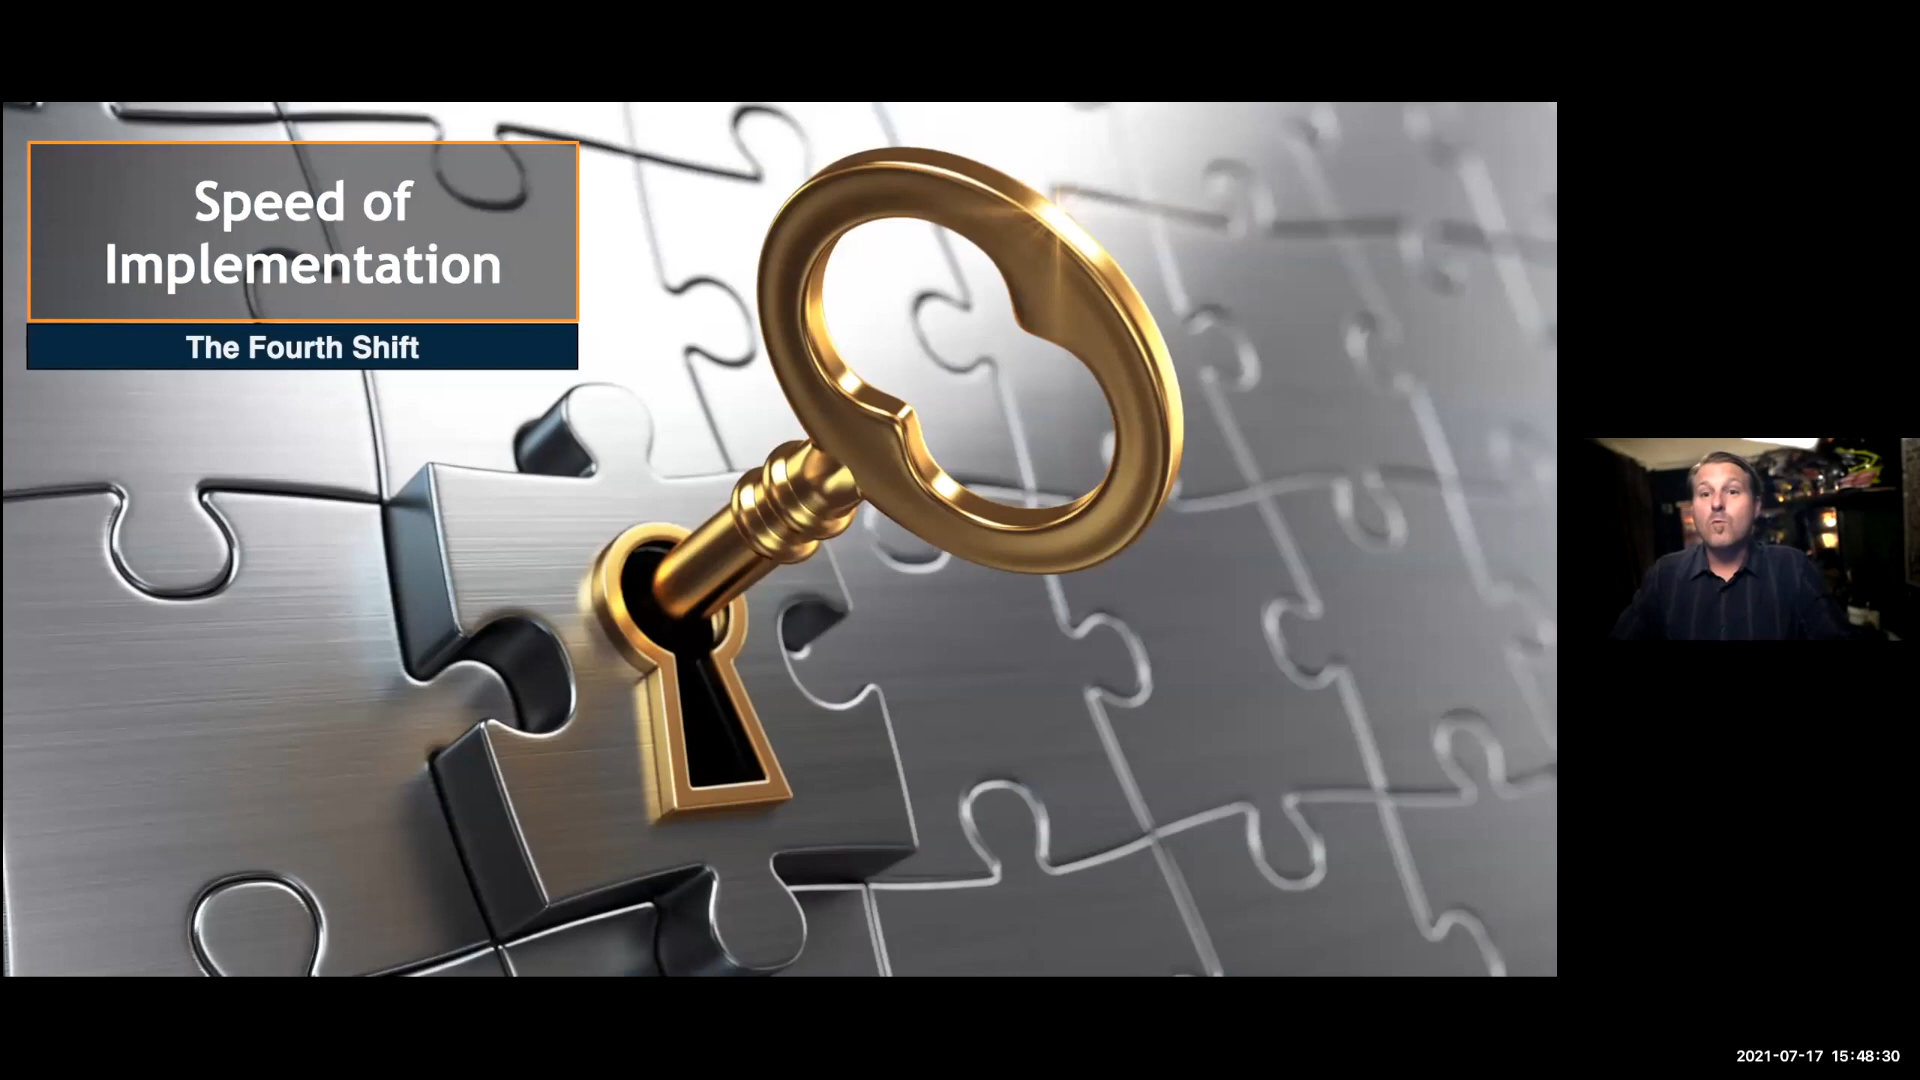 Speed of
Implementation
The Fourth Shift
2021-07-17 15:48:30